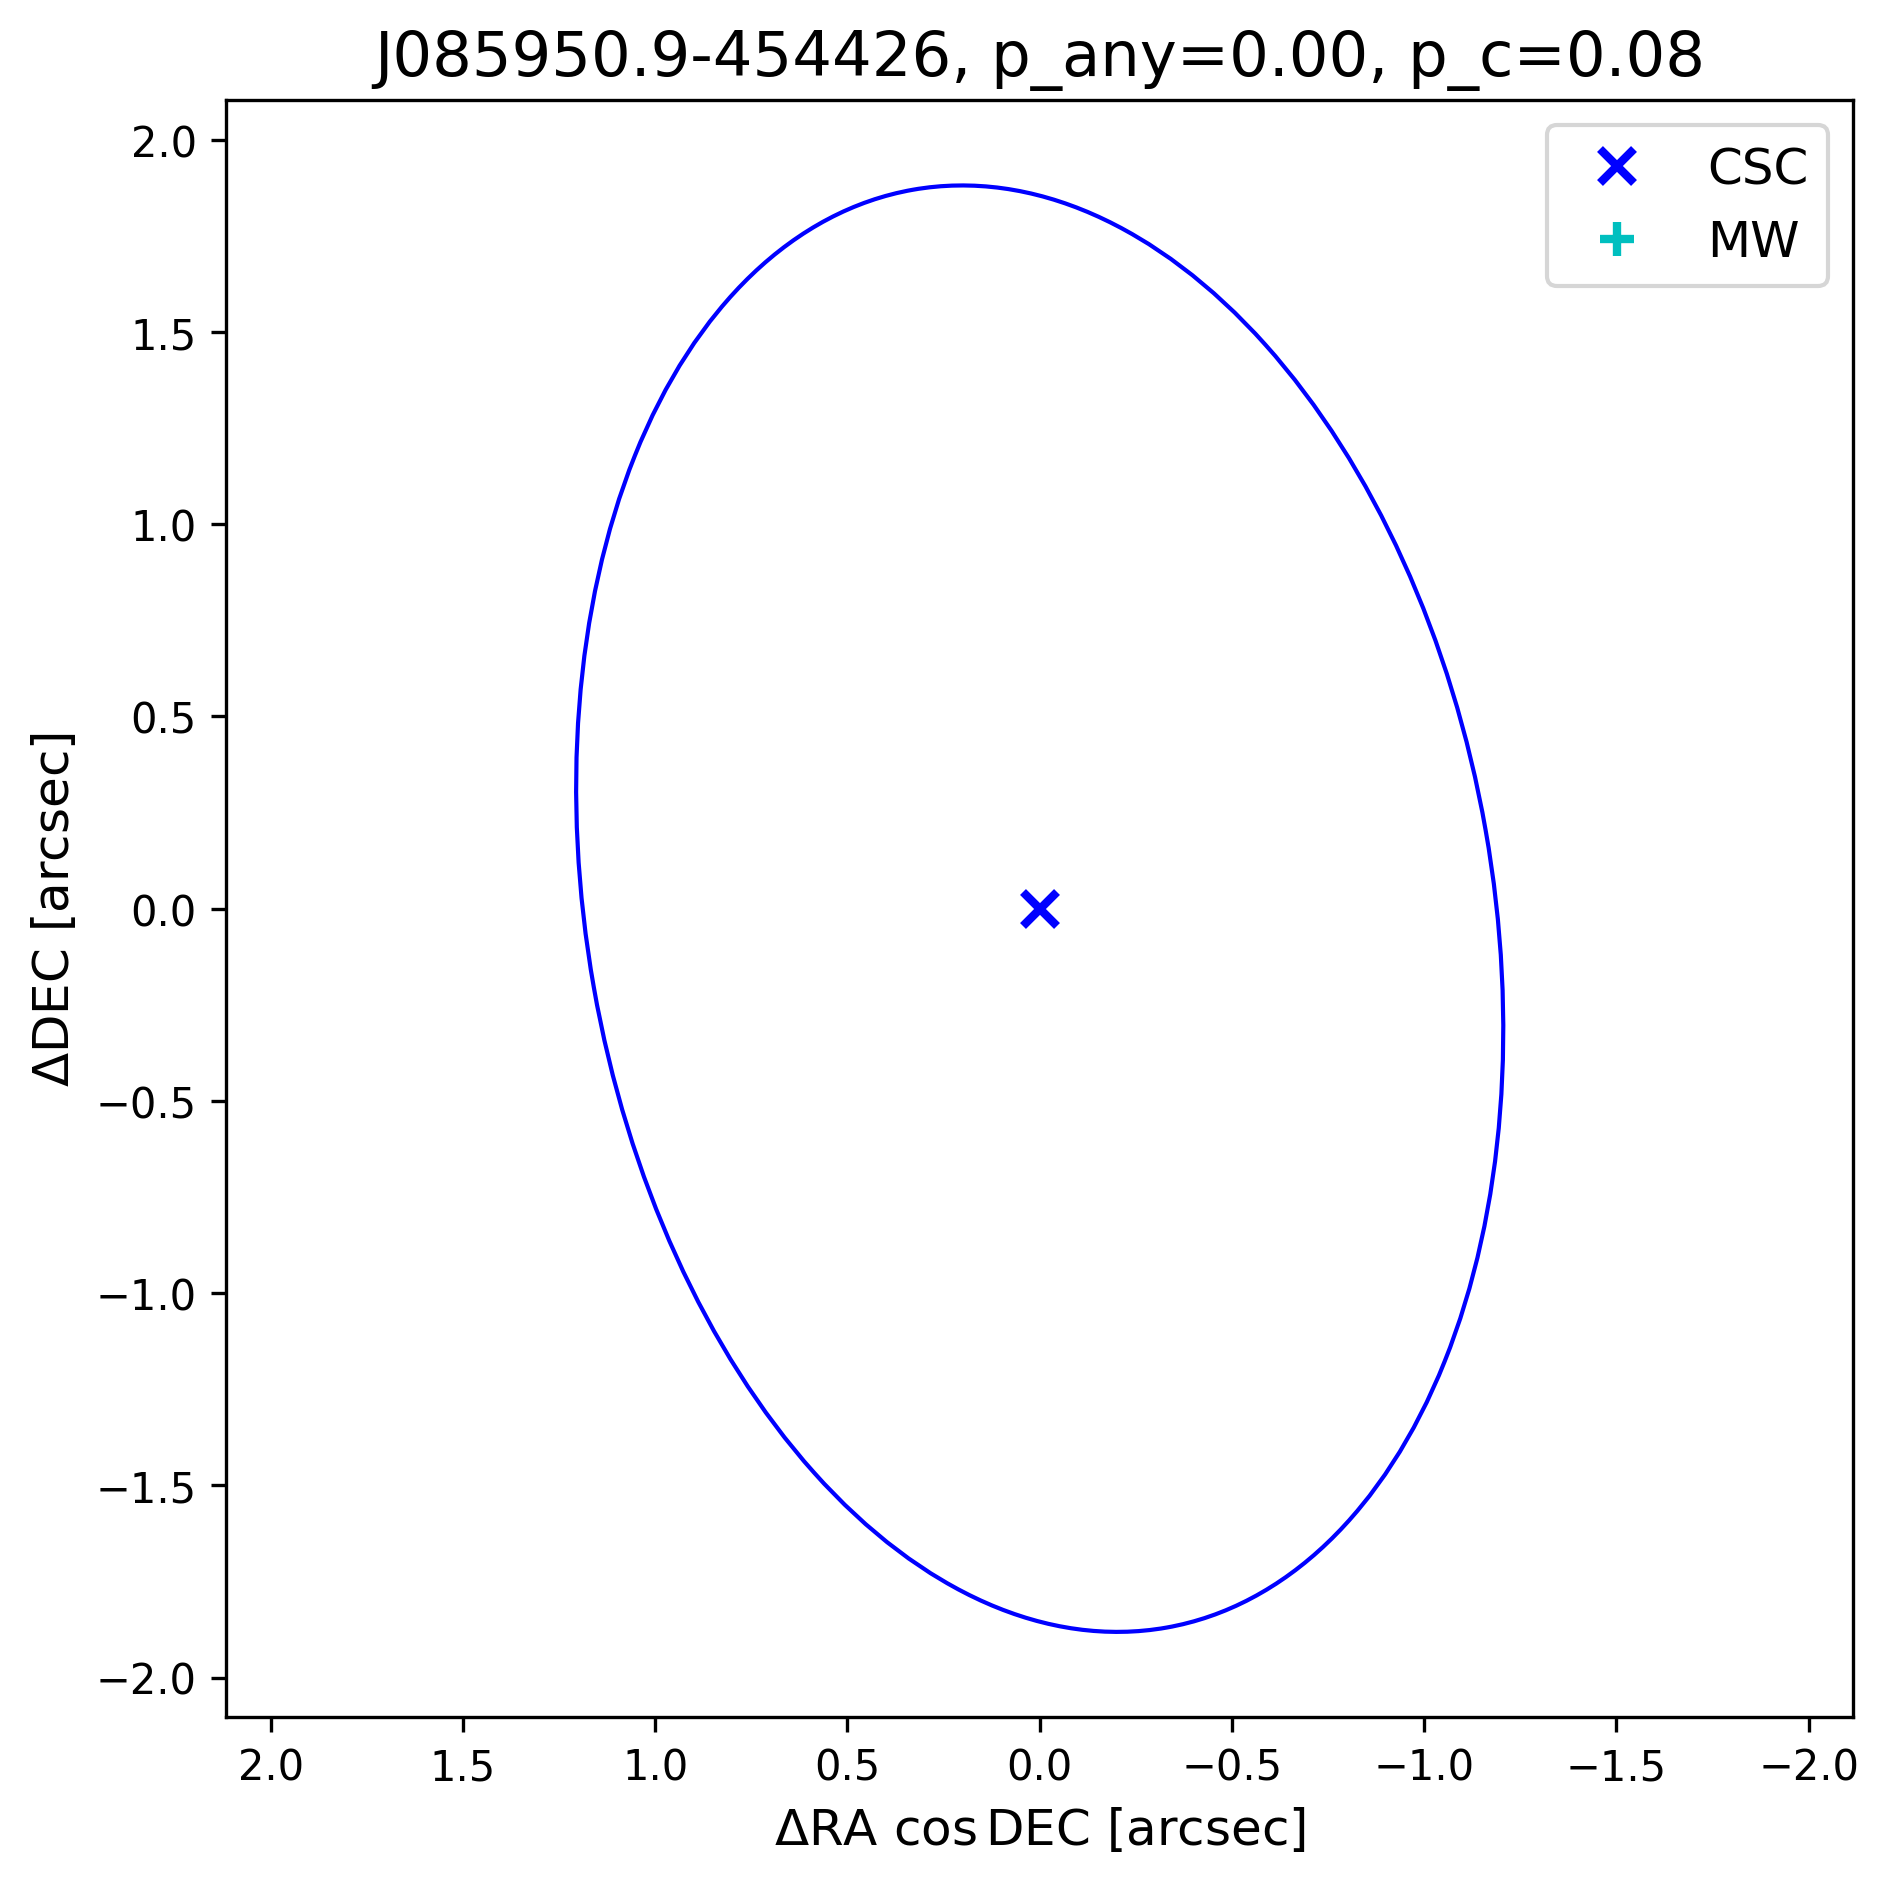 J085950.9-454426, p_any=0.00, p_c=0.08
CSC
MW
2.0
1.5
1.0
0.5
0.0
−0.5
−1.0
−1.5
−2.0
ΔDEC [arcsec]
2.0 1.5 1.0 0.5 0.0 −0.5 −1.0 −1.5 −2.0
ΔRA cos DEC [arcsec]